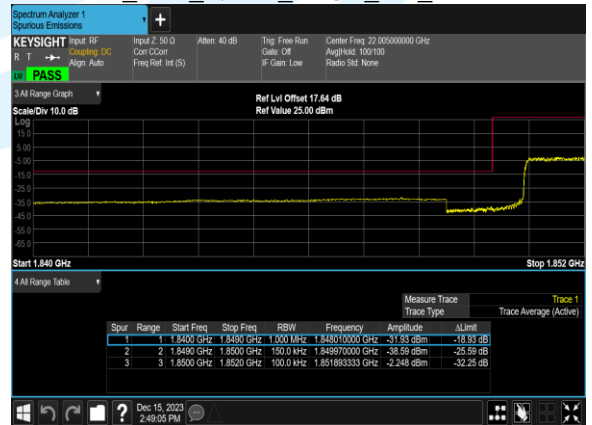 Spectrum Analyzer 1
Spurious Emissions
KEYSIGHT Input: RF Input Z: 50 Ω Atten: 40 dB Trig: Free Run Center Freq: 22.005000000 GHz
R T Coupling: DC Corr CCorr Gate: Off Avg|Hold: 100/100
Align: Auto Freq Ref: Int (S) IF Gain: Low Radio Std: None
LW PASS
3 All Range Graph
Ref Lvl Offset 17.64 dB
Scale/Div 10.0 dB Ref Value 25.00 dBm
Log
15.0
5.00
-5.00
-15.0
-25.0
-35.0
-45.0
-55.0
-65.0
Start 1.840 GHz Stop 1.852 GHz
4 All Range Table
Measure Trace Trace 1
Trace Type Trace Average (Active)
Spur Range Start Freq Stop Freq RBW Frequency Amplitude ΔLimit
1 1 1.8400 GHz 1.8490 GHz 1.000 MHz 1.848010000 GHz -31.93 dBm -18.93 dB
2 2 1.8490 GHz 1.8500 GHz 150.0 kHz 1.849970000 GHz -38.59 dBm -25.59 dB
3 3 1.8500 GHz 1.8520 GHz 100.0 kHz 1.851893333 GHz -2.248 dBm -32.25 dB
Dec 15, 2023
2:49:05 PM